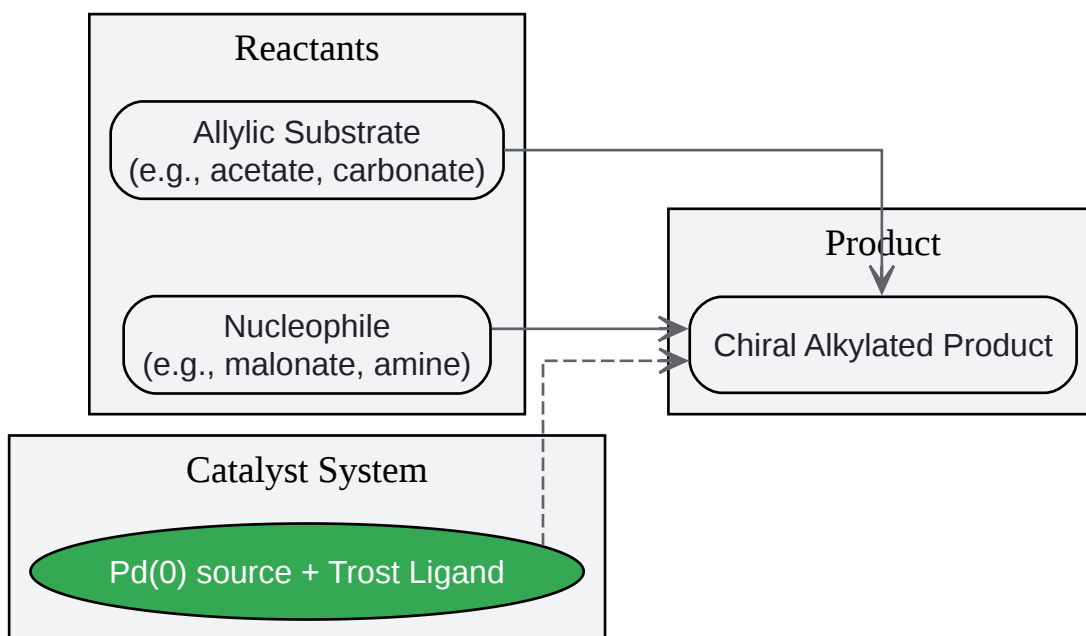 Reactants
Allylic Substrate
(e.g., acetate, carbonate)
Nucleophile
(e.g., malonate, amine)
Product
Chiral Alkylated Product
Catalyst System
Pd(0) source + Trost Ligand